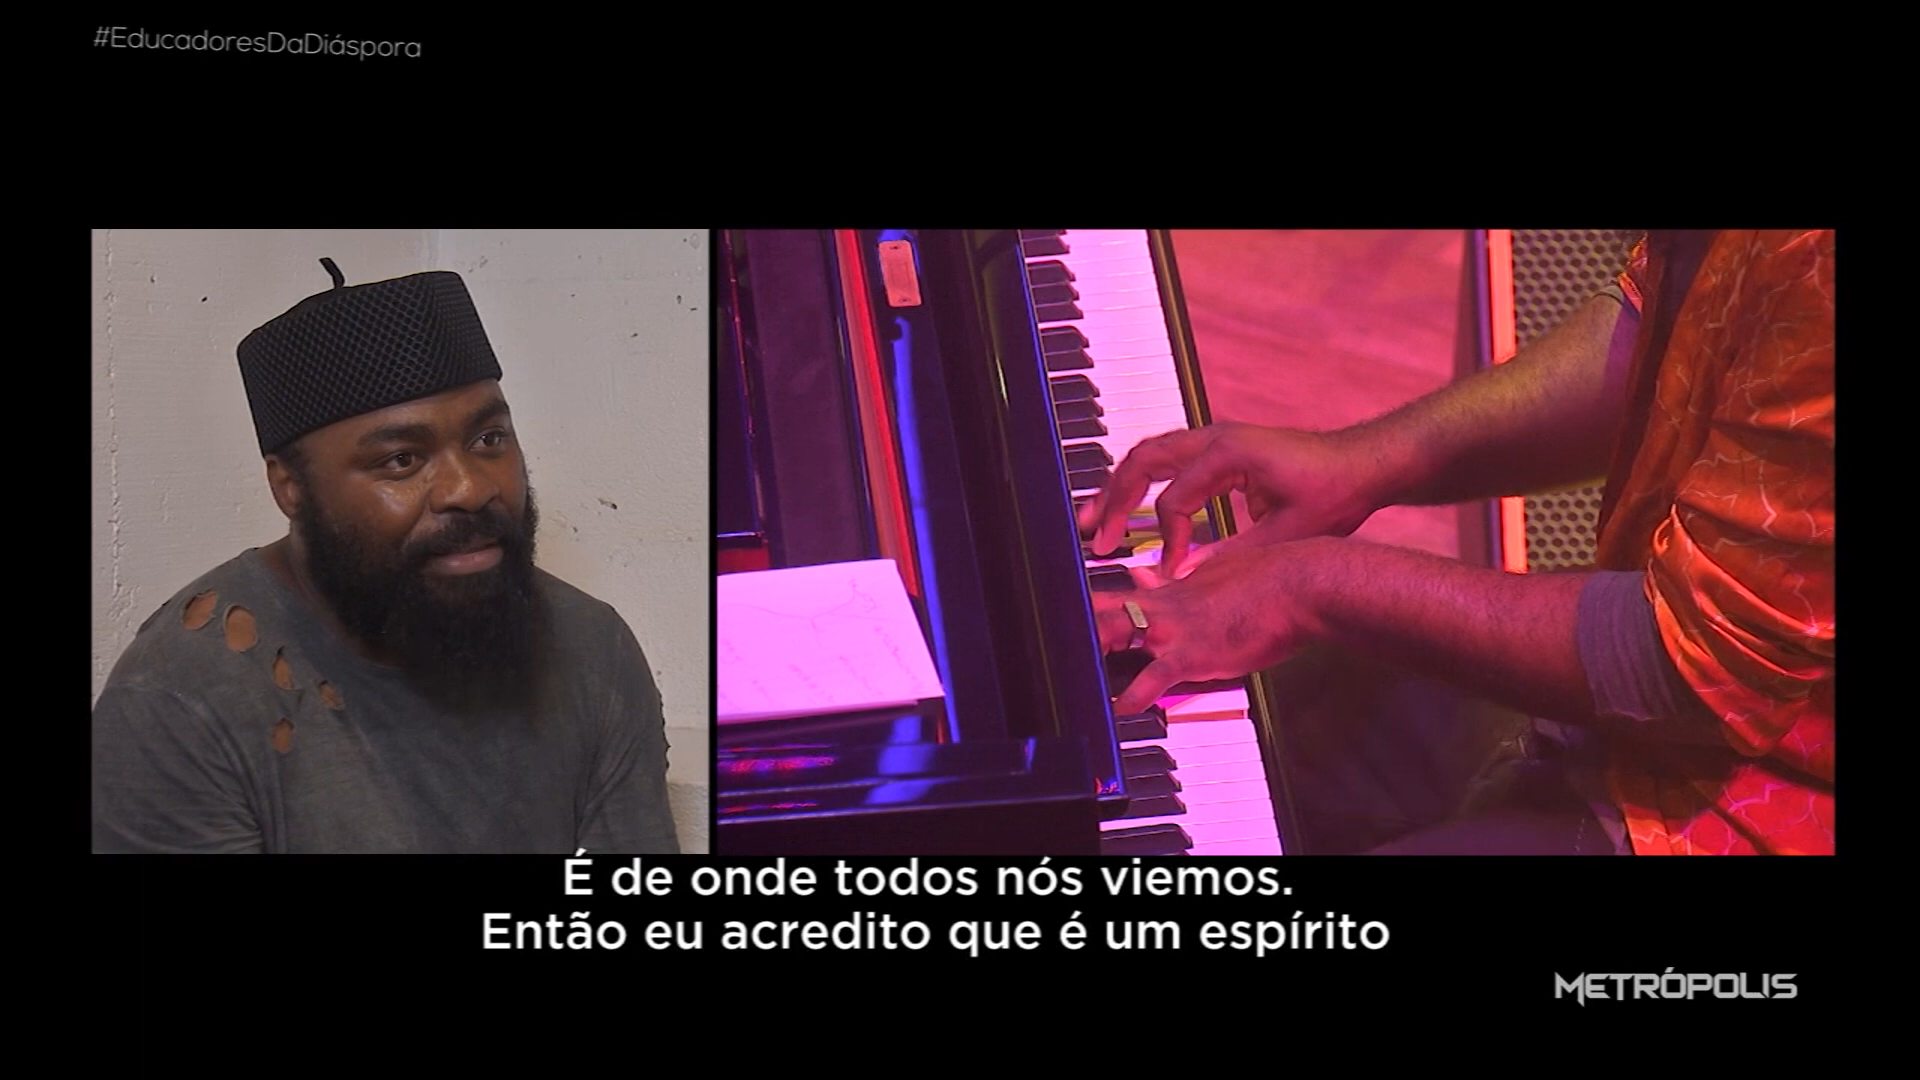 #EducadoresDaDiáspora
É de onde todos nós viemos.
Então eu acredito que é um espírito
METRÓPOLIS